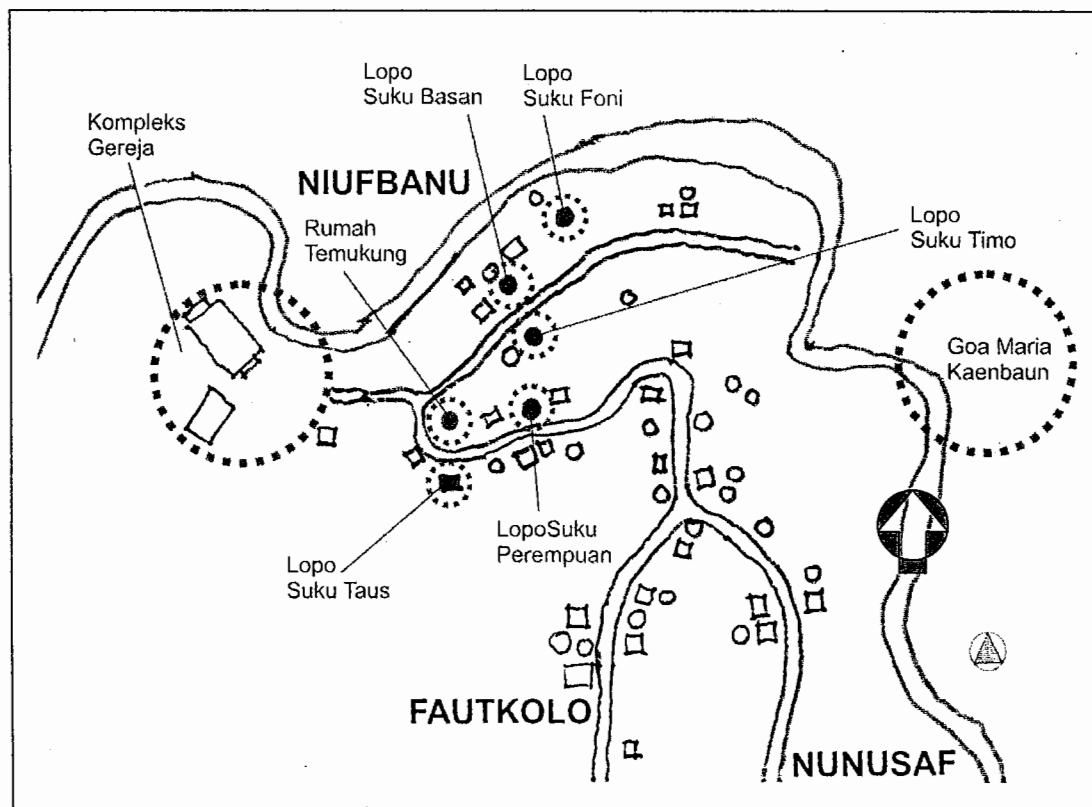 Lopo
Suku Basan
Lopo
Suku Foni
Kompleks
Gereja
NIUFBANU
Rumah
Temukung
Lopo
Suku Timo
Goa Maria
Kaenbaun
LopoSuku
Perempuan
Lopo
Suku Taus
FAUTKOLO
NUNUSAF